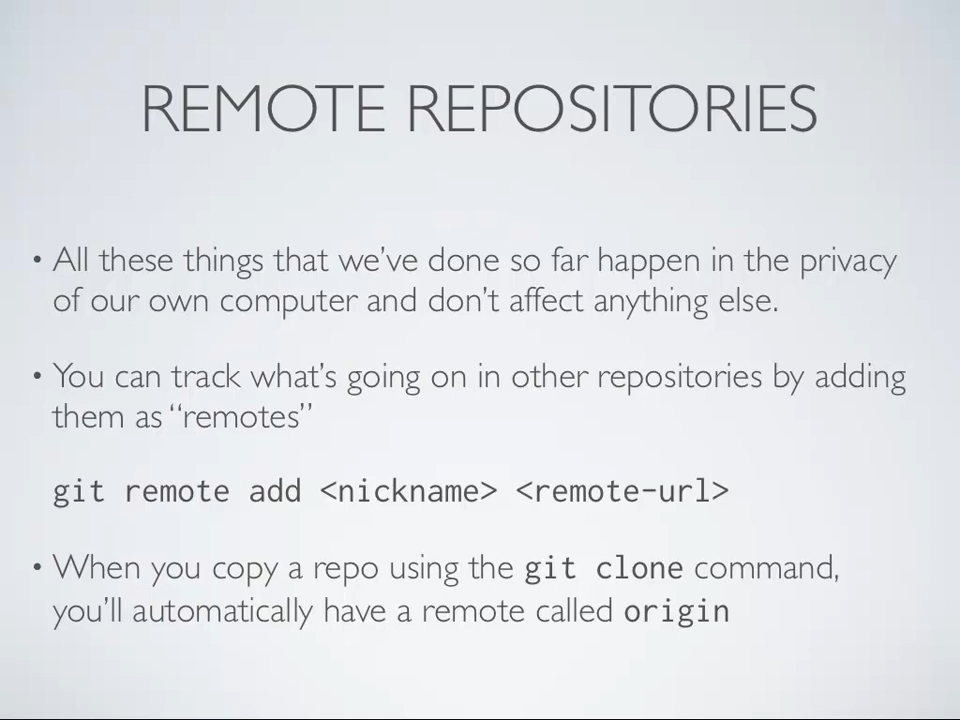 REMOTE REPOSITORIES
• All these things that we’ve done so far happen in the privacy
of our own computer and don’t affect anything else.
• You can track what’s going on in other repositories by adding
them as “remotes”
git remote add <nickname> <remote-url>
• When you copy a repo using the git clone command,
you’ll automatically have a remote called origin